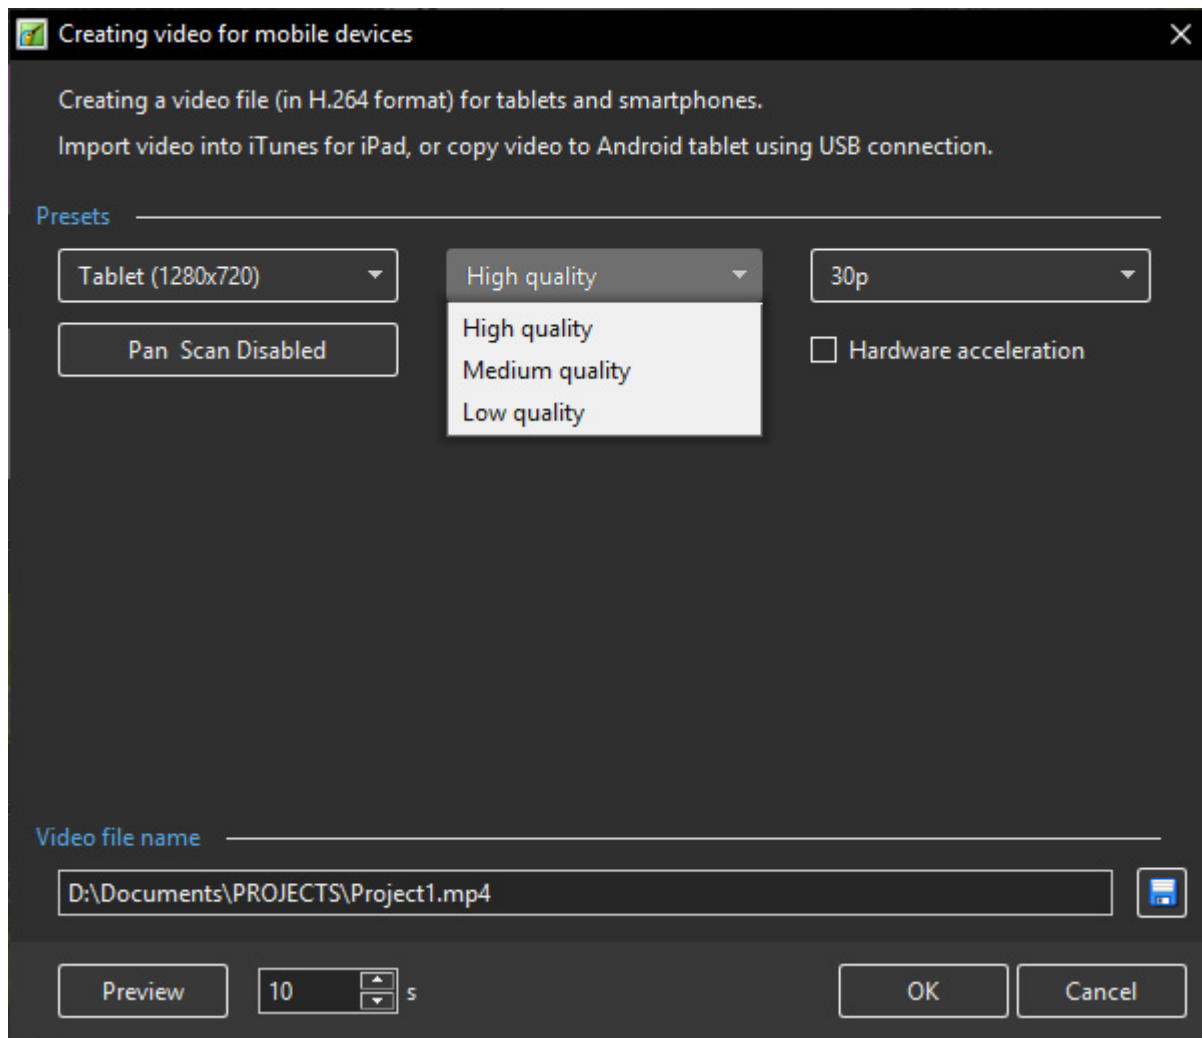 Creating video for mobile devices
Creating a video file (in H.264 format) for tablets and smartphones.
Import video into iTunes for iPad, or copy video to Android tablet using USB connection.
Presets
Tablet (1280x720)
High quality
30p
Pan  Scan Disabled
High quality
Medium quality
Low quality
Hardware acceleration
Video file name
D:\Documents\PROJECTS\Project1.mp4
Preview
10
s
OK
Cancel